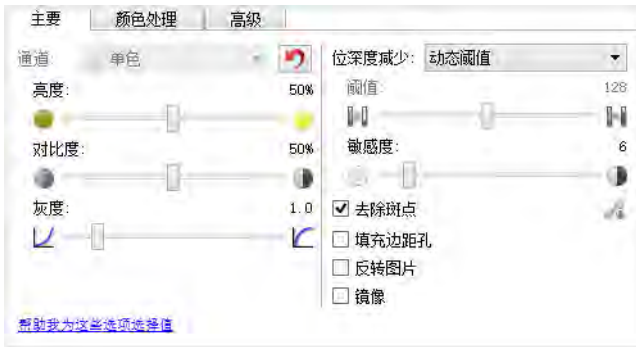 主要 颜色处理 高级
通道: 单色
亮度: 50%
对比度: 50%
灰度: 1.0
帮助我为这些选项选择值
位深度减少: 动态阈值
阈值: 128
敏感度: 6
去除斑点
填充边距孔
反转图片
镜像